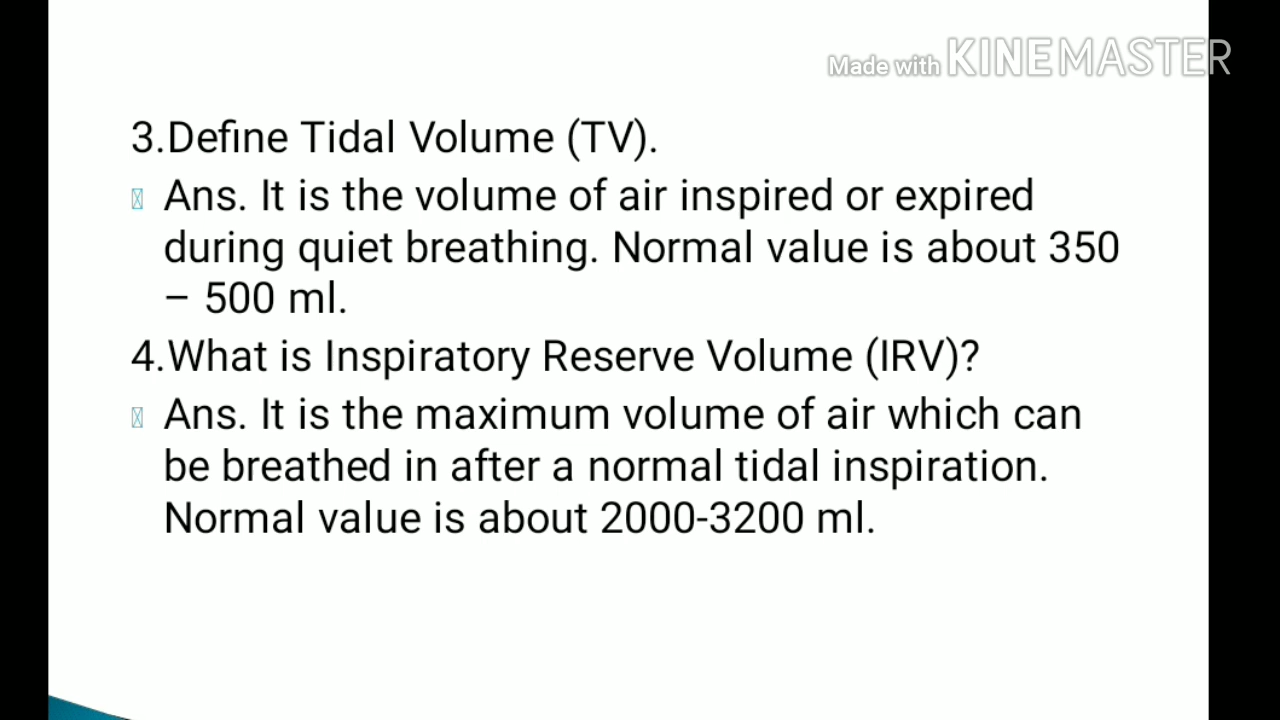 Made with KINEMASTER
3.Define Tidal Volume (TV).
Ans. It is the volume of air inspired or expired
during quiet breathing. Normal value is about 350
– 500 ml.
4.What is Inspiratory Reserve Volume (IRV)?
Ans. It is the maximum volume of air which can
be breathed in after a normal tidal inspiration.
Normal value is about 2000-3200 ml.